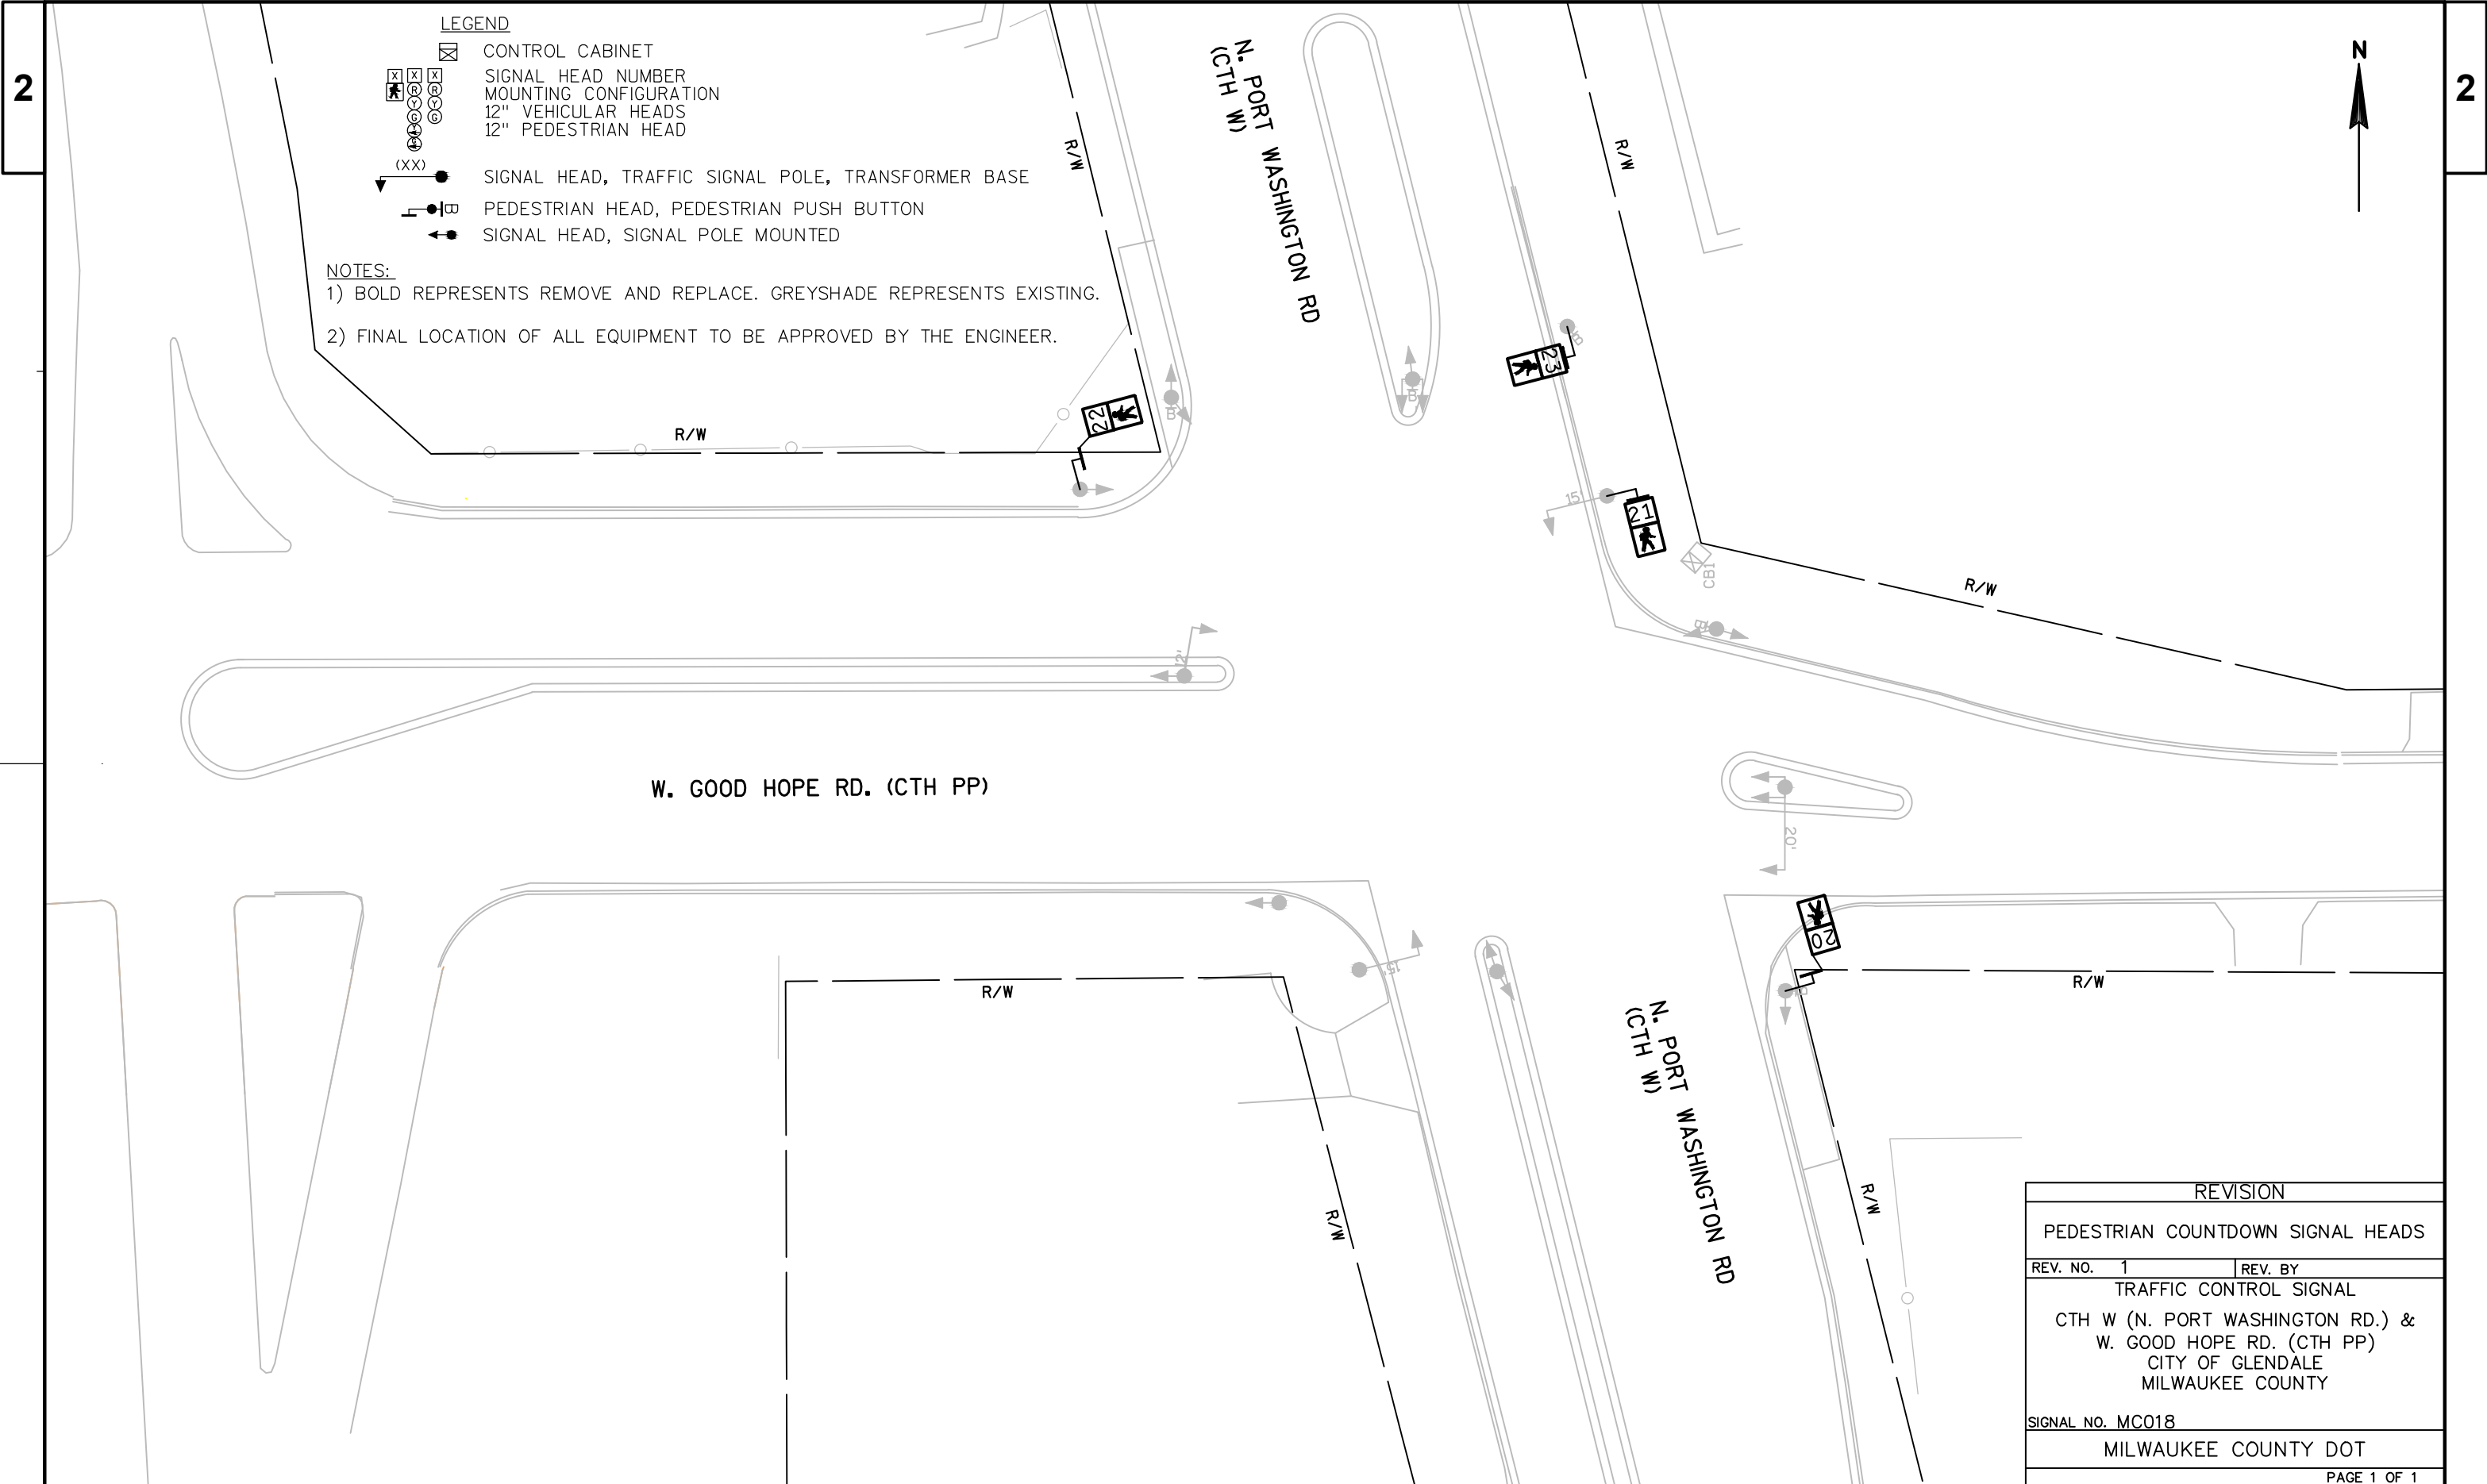 2
2
LEGEND
CONTROL CABINET
X X X
SIGNAL HEAD NUMBER
R R
MOUNTING CONFIGURATION
Y Y
12" VEHICULAR HEADS
G G
12" PEDESTRIAN HEAD
Y
G
(XX)
SIGNAL HEAD, TRAFFIC SIGNAL POLE, TRANSFORMER BASE
PEDESTRIAN HEAD, PEDESTRIAN PUSH BUTTON
B
SIGNAL HEAD, SIGNAL POLE MOUNTED
NOTES:
1) BOLD REPRESENTS REMOVE AND REPLACE. GREYSHADE REPRESENTS EXISTING.
2) FINAL LOCATION OF ALL EQUIPMENT TO BE APPROVED BY THE ENGINEER.
N
N. PORT WASHINGTON RD
(CTH W)
R/W
R/W
R/W
R/W
22
23
21
20
B
B
B
B
B
15'
12'
20'
15'
CB1
W. GOOD HOPE RD. (CTH PP)
R/W
R/W
R/W
R/W
N. PORT WASHINGTON RD
(CTH W)
REVISION
PEDESTRIAN COUNTDOWN SIGNAL HEADS
REV. NO. 1 REV. BY
TRAFFIC CONTROL SIGNAL
CTH W (N. PORT WASHINGTON RD.) &
W. GOOD HOPE RD. (CTH PP)
CITY OF GLENDALE
MILWAUKEE COUNTY
SIGNAL NO. MC018
MILWAUKEE COUNTY DOT
PAGE 1 OF 1